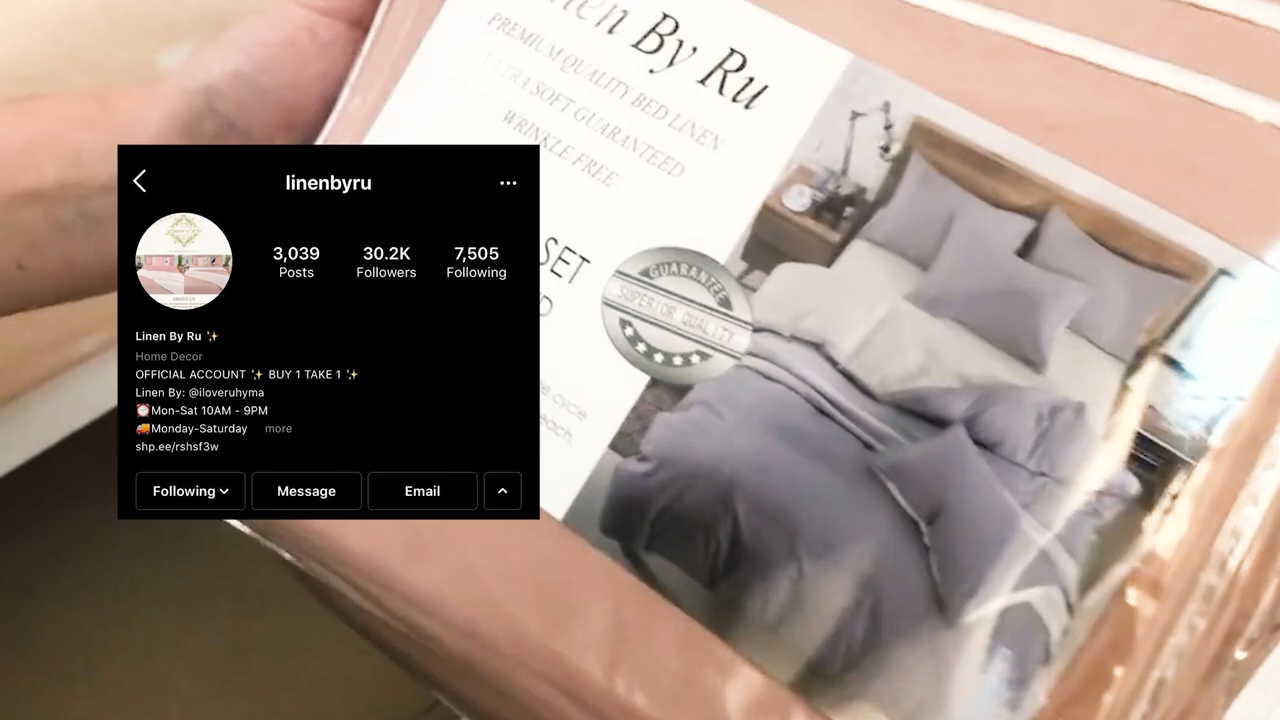 linenbyru
3,039 30.2K 7,505
Posts Followers Following
Linen By Ru ✨
Home Decor
OFFICIAL ACCOUNT ✨ BUY 1 TAKE 1 ✨
Linen By: @iloveruhyma
⏰Mon-Sat 10AM - 9PM
🚚Monday-Saturday more
shp.ee/rshsf3w
Following Message Email
By Ru
PREMIUM QUALITY BED LINEN
ULTRA SOFT GUARANTEED
WRINKLE FREE
SET
GUARANTEE
SUPERIOR QUALITY
cycle
each.